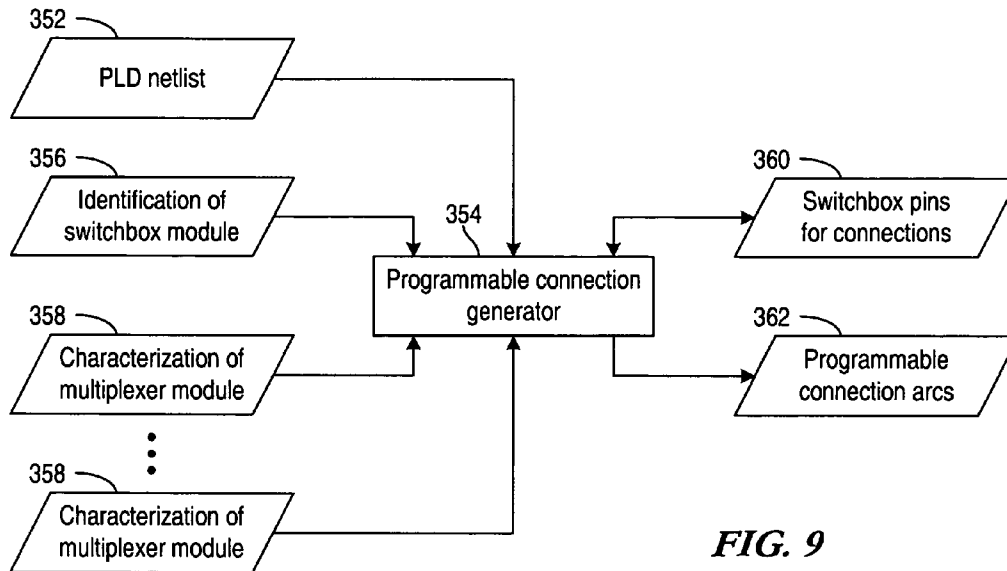 352
PLD netlist
356
Identification of
switchbox module
354
Programmable connection
generator
360
Switchbox pins
for connections
358
Characterization of
multiplexer module
362
Programmable
connection arcs
358
Characterization of
multiplexer module
FIG. 9